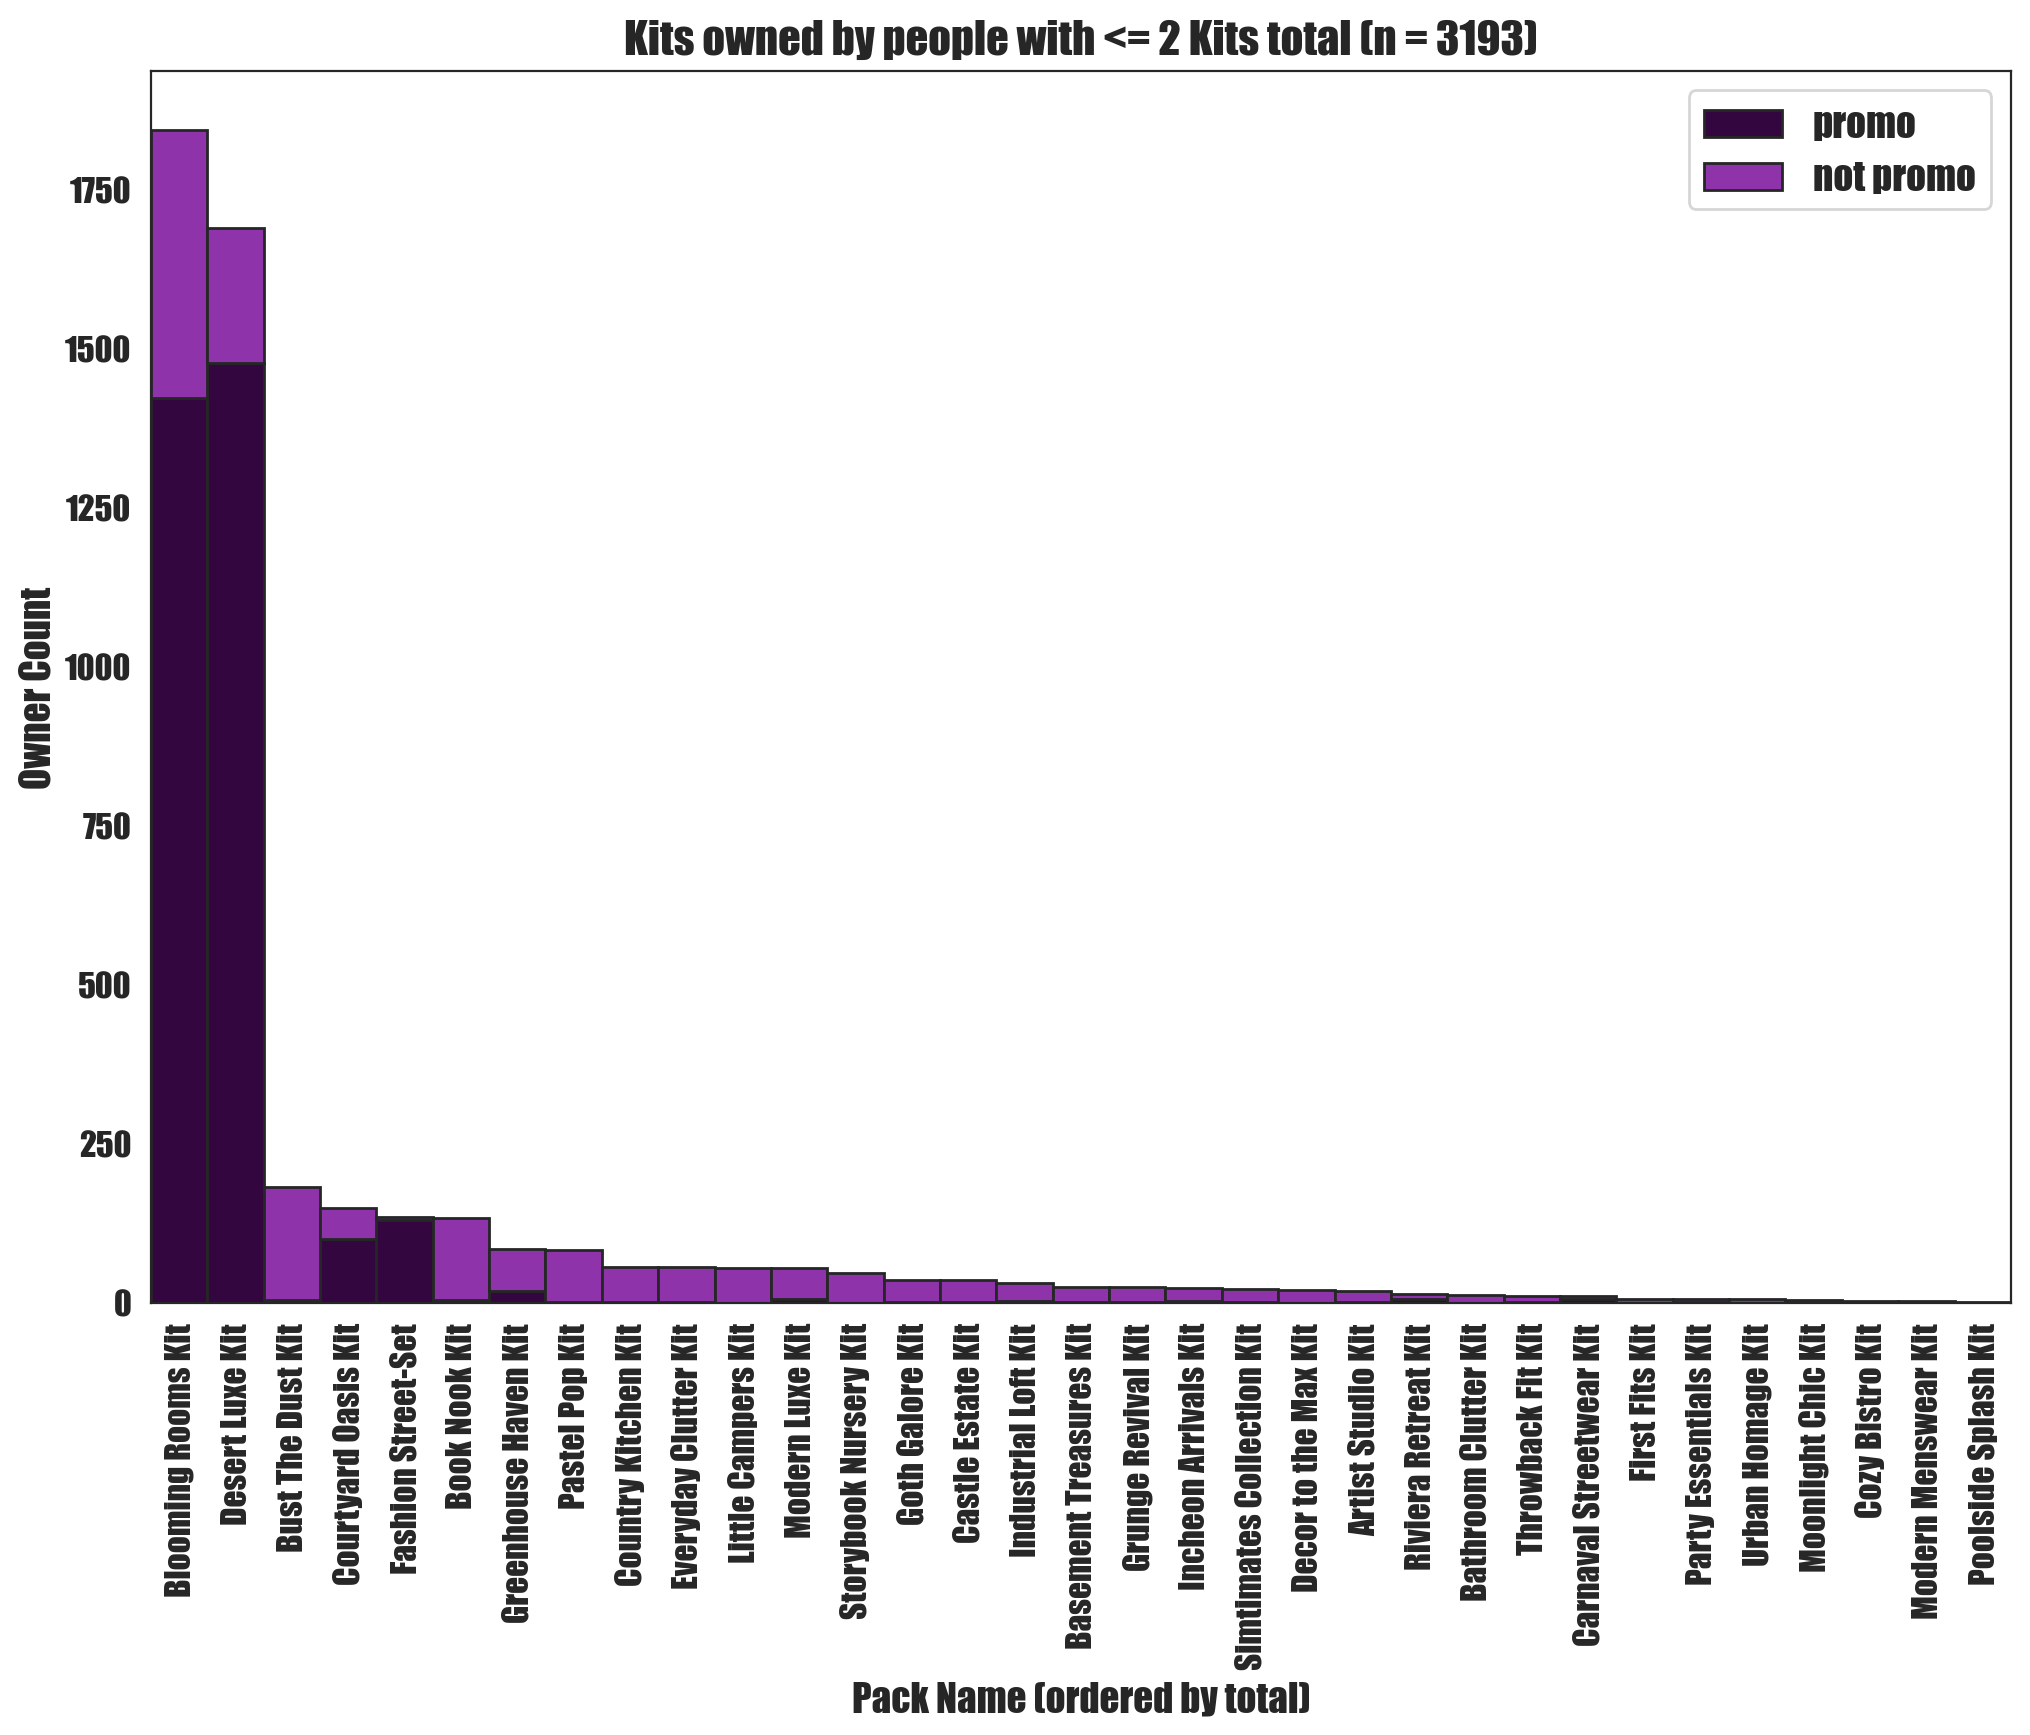 Kits owned by people with <= 2 Kits total (n = 3193)
promo
not promo
Owner Count
1750
1500
1250
1000
750
500
250
0
Blooming Rooms Kit
Desert Luxe Kit
Bust The Dust Kit
Courtyard Oasis Kit
Fashion Street-Set
Book Nook Kit
Greenhouse Haven Kit
Pastel Pop Kit
Country Kitchen Kit
Everyday Clutter Kit
Little Campers Kit
Modern Luxe Kit
Storybook Nursery Kit
Goth Galore Kit
Castle Estate Kit
Industrial Loft Kit
Basement Treasures Kit
Grunge Revival Kit
Incheon Arrivals Kit
Simtimates Collection Kit
Decor to the Max Kit
Artist Studio Kit
Riviera Retreat Kit
Bathroom Clutter Kit
Throwback Fit Kit
Carnaval Streetwear Kit
First Fits Kit
Party Essentials Kit
Urban Homage Kit
Moonlight Chic Kit
Cozy Bistro Kit
Modern Menswear Kit
Poolside Splash Kit
Pack Name (ordered by total)